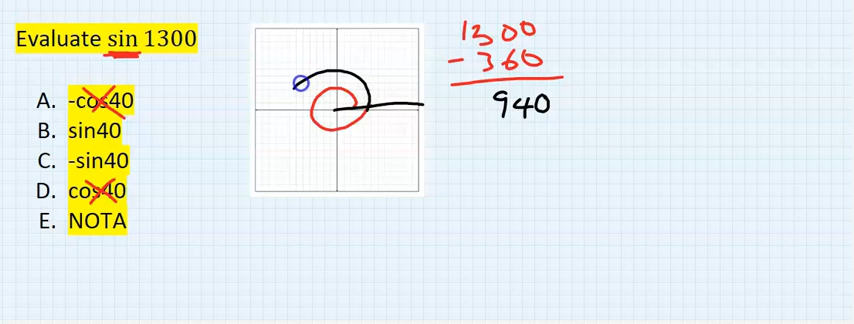 Evaluate sin 1300
A. -cos40
B. sin40
C. -sin40
D. cos40
E. NOTA
1300
- 360
940